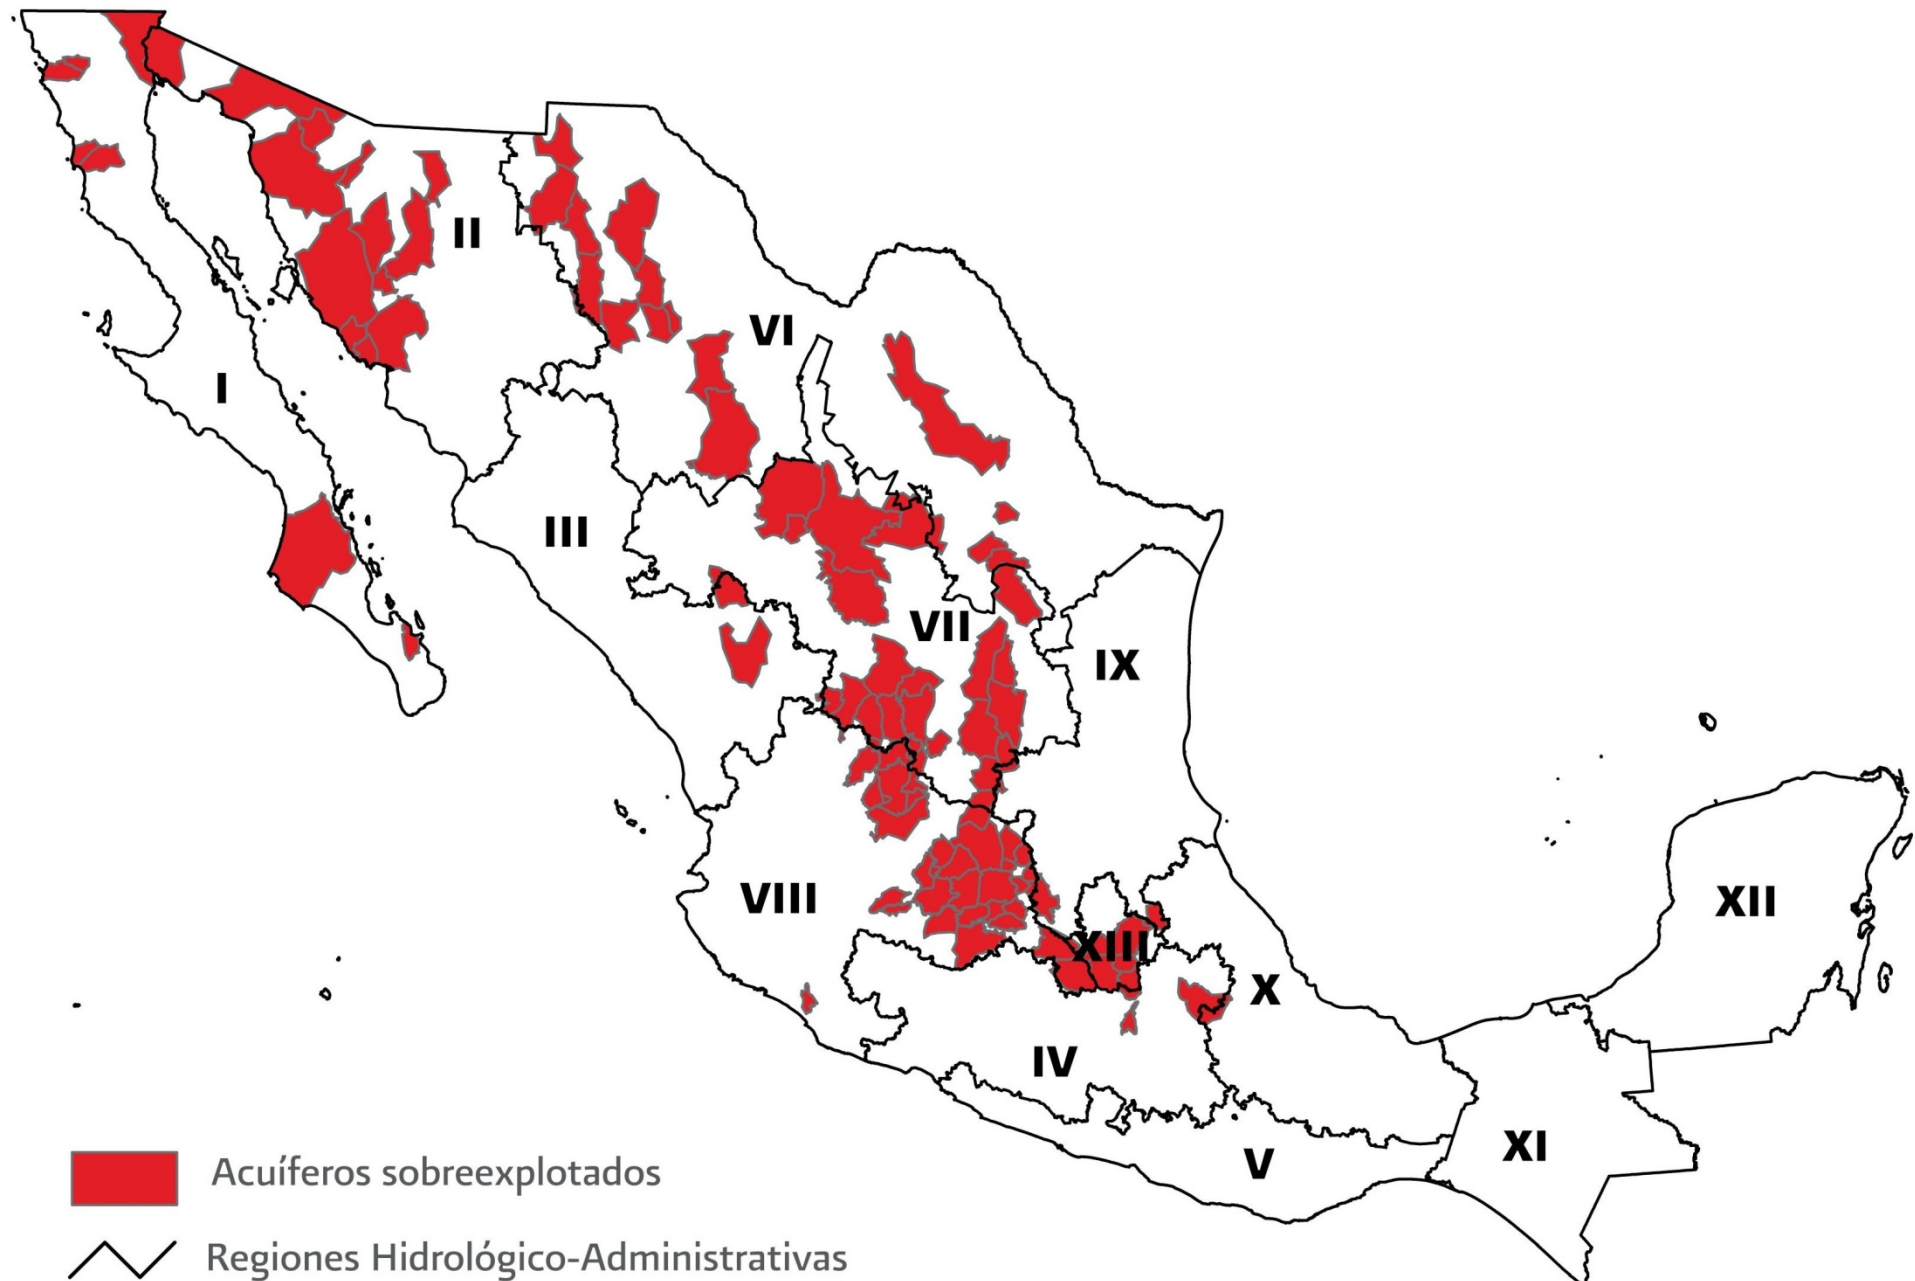 II
VI
I
III
VII
IX
VIII
XII
XIII
X
IV
XI
V
Acuíferos sobreexplotados
Regiones Hidrológico-Administrativas